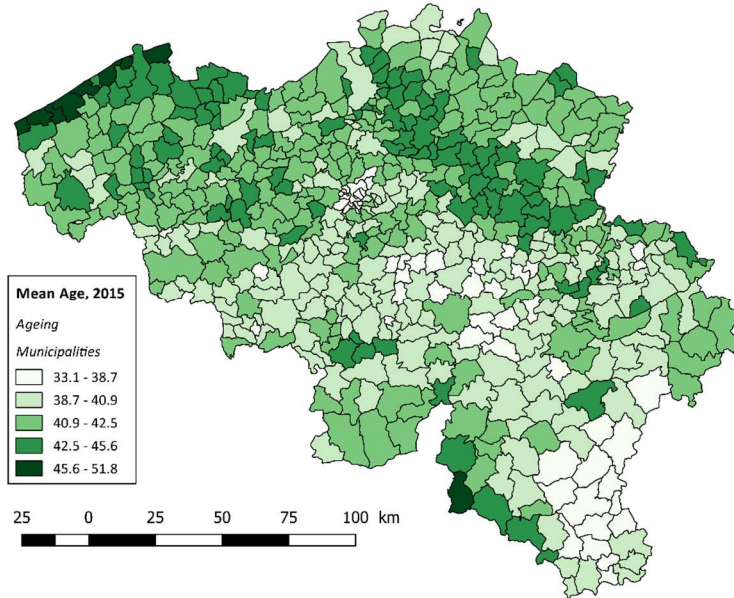 Mean Age, 2015
Ageing
Municipalities
33.1 - 38.7
38.7 - 40.9
40.9 - 42.5
42.5 - 45.6
45.6 - 51.8
25 0 25 50 75 100 km